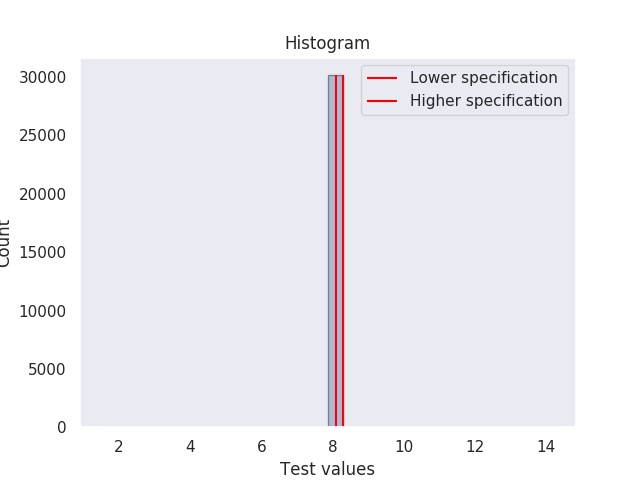 Histogram
Lower specification
Higher specification
30000
25000
20000
15000
10000
5000
0
Count
2 4 6 8 10 12 14
Test values